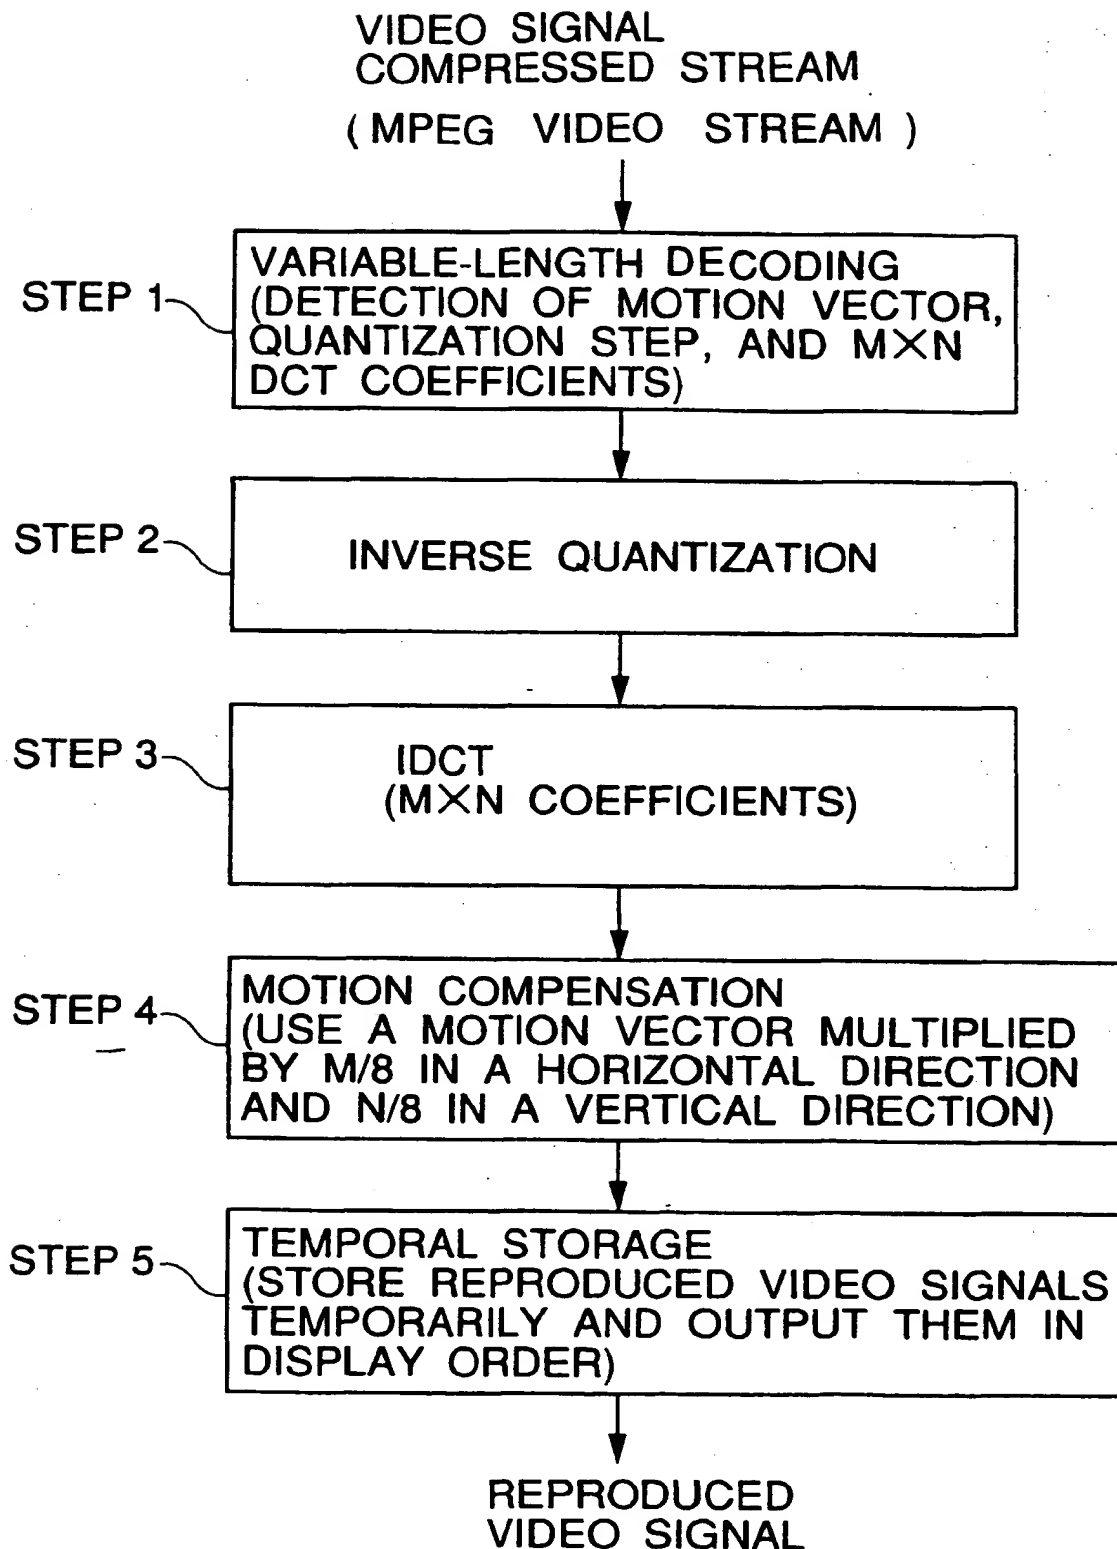 VIDEO SIGNAL
COMPRESSED STREAM
(MPEG VIDEO STREAM)
STEP 1
VARIABLE-LENGTH DECODING
(DETECTION OF MOTION VECTOR,
QUANTIZATION STEP, AND M×N
DCT COEFFICIENTS)
STEP 2
INVERSE QUANTIZATION
STEP 3
IDCT
(M×N COEFFICIENTS)
STEP 4
MOTION COMPENSATION
(USE A MOTION VECTOR MULTIPLIED
BY M/8 IN A HORIZONTAL DIRECTION
AND N/8 IN A VERTICAL DIRECTION)
STEP 5
TEMPORAL STORAGE
(STORE REPRODUCED VIDEO SIGNALS
TEMPORARILY AND OUTPUT THEM IN
DISPLAY ORDER)
REPRODUCED
VIDEO SIGNAL